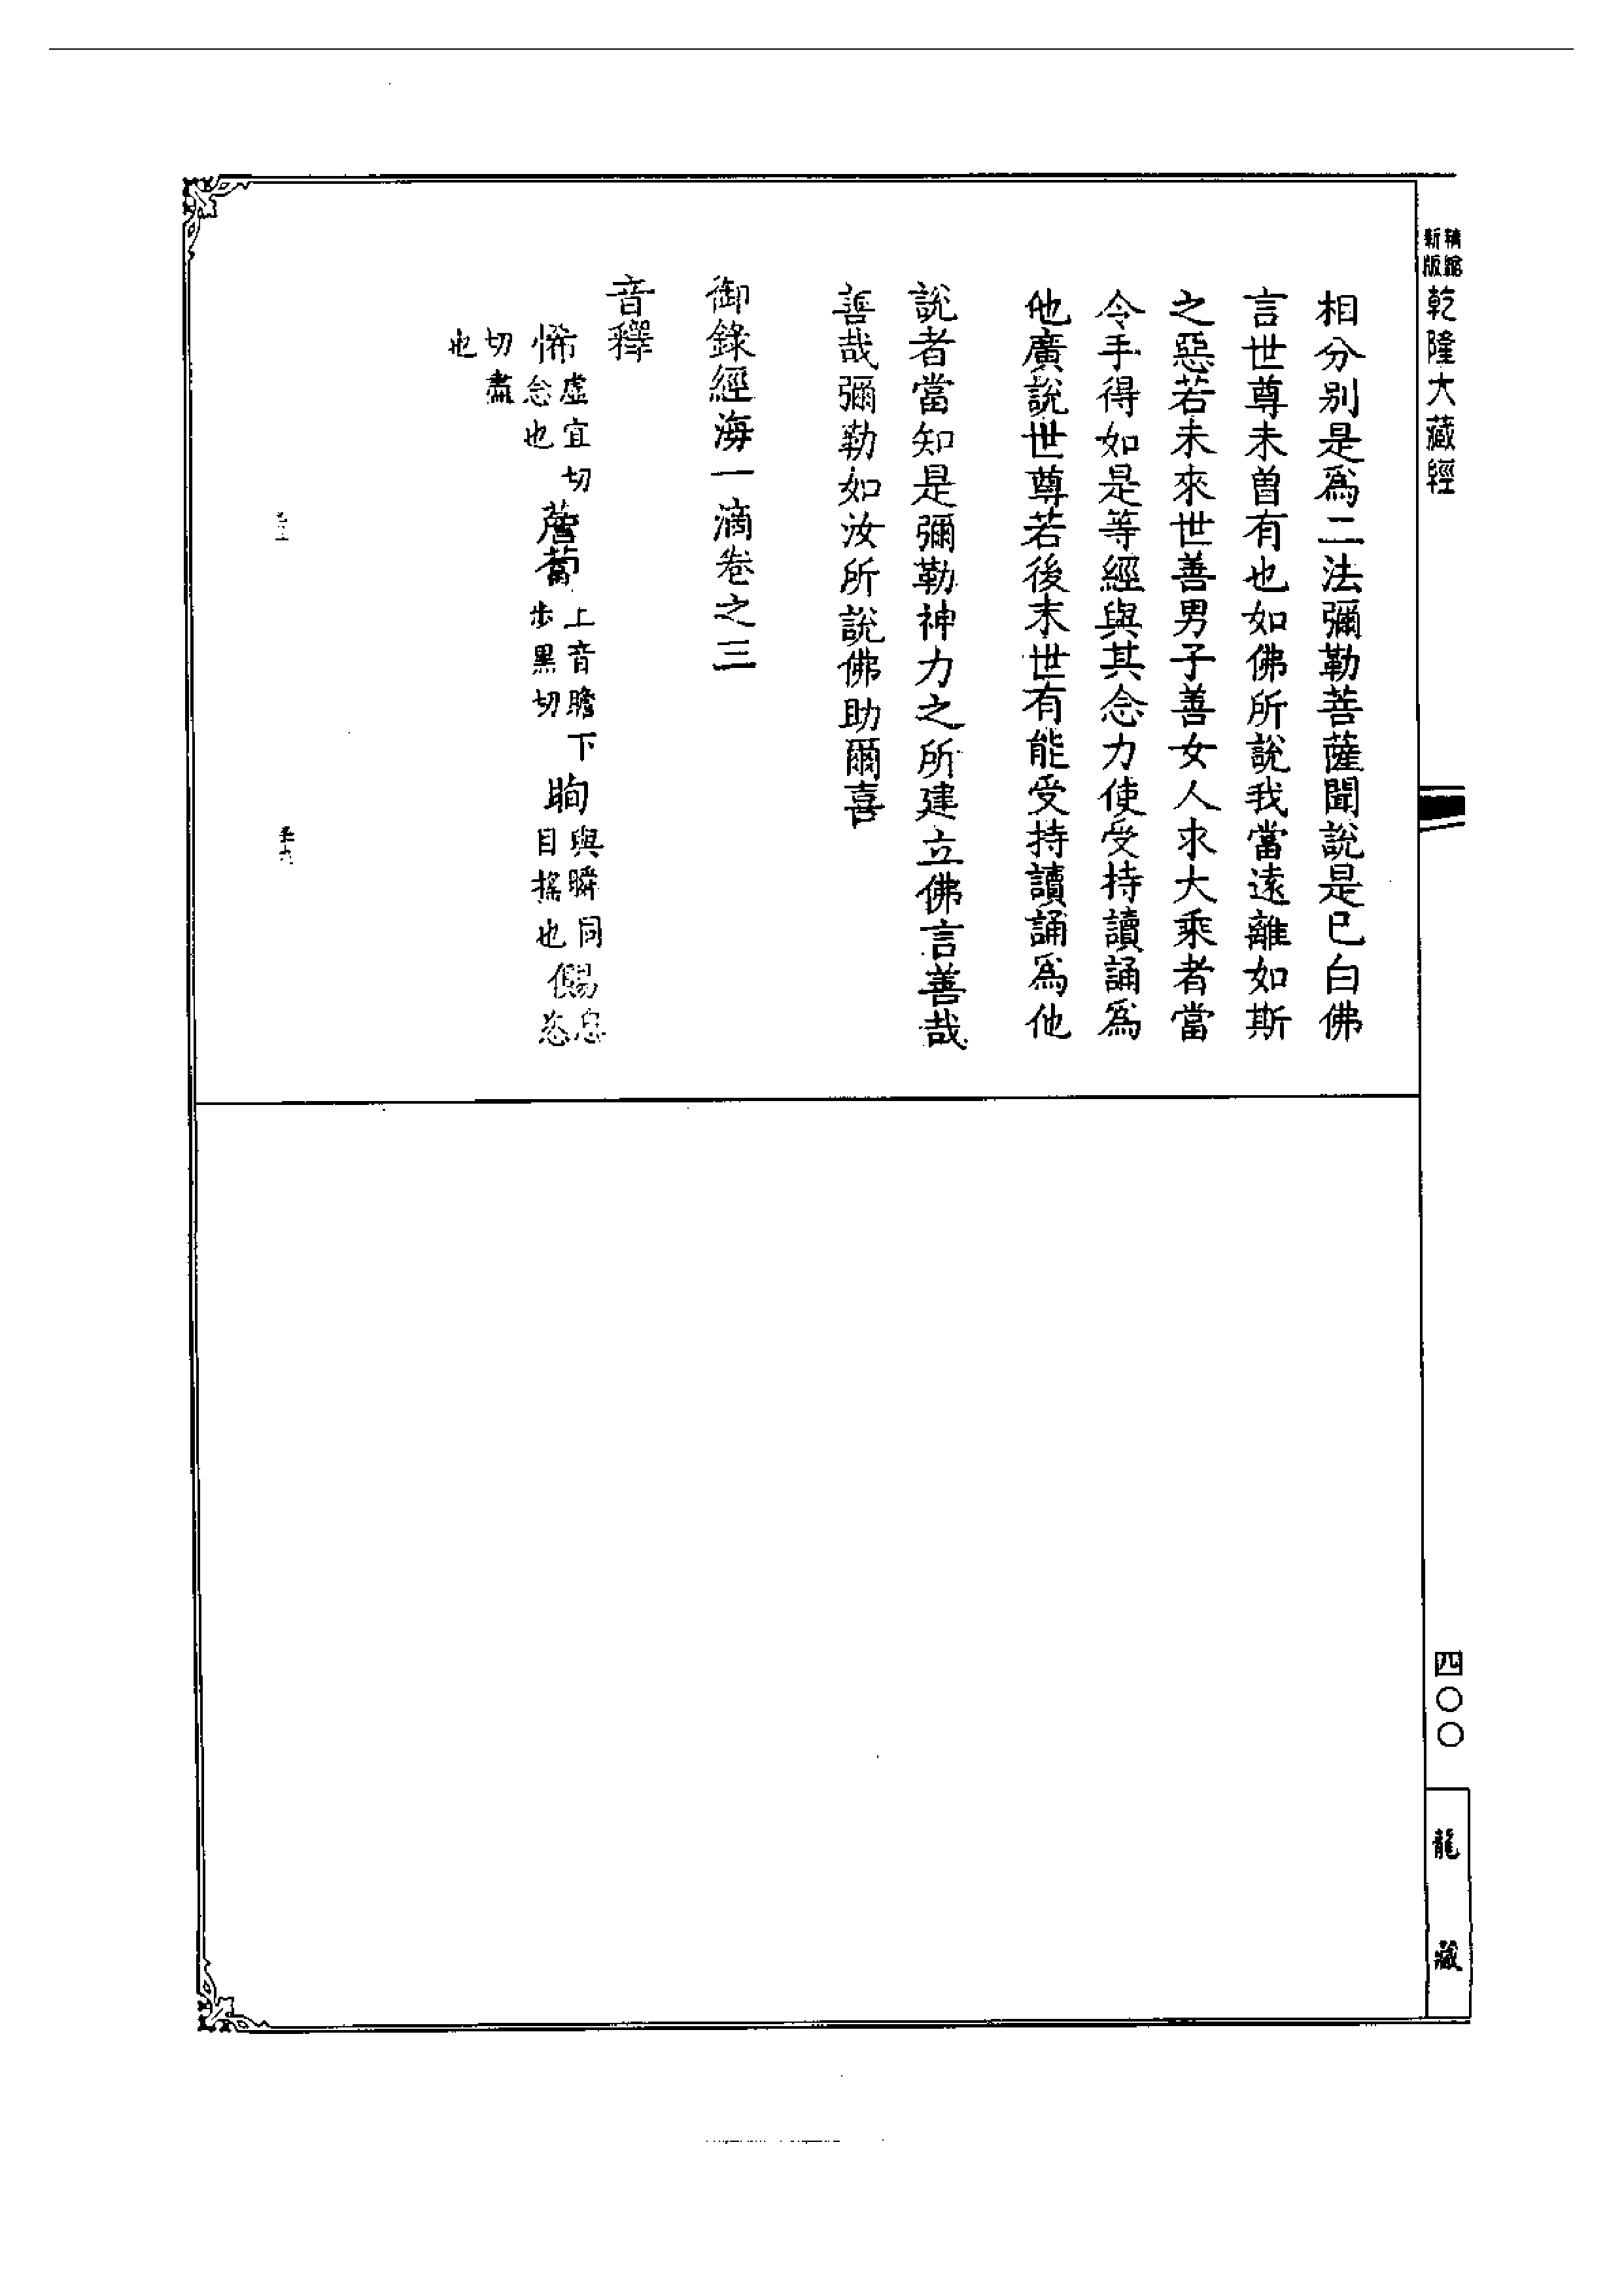 新編
縮版
乾隆大藏經
相分別是爲二法彌勒菩薩聞說是已白佛
言世尊未曾有也如佛所說我當遠離如斯
之惡若未來世善男子善女人求大乘者當
令手得如是等經與其念力使受持讀誦爲
他廣說世尊若後末世有能受持讀誦爲他
說者當知是彌勒神力之所建立佛言善哉
善哉彌勒如汝所說佛助爾喜
御錄經海一滴卷之三
音釋
悕虛宜切念也 薝蔔上音瞻下步黑切 眴與瞬同目搖也 㒿息恣
切盡也
四〇〇
龍藏